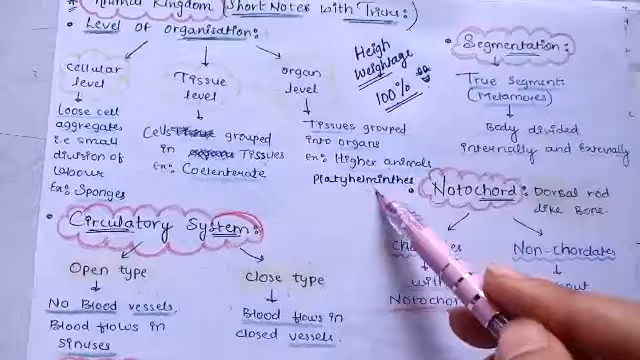 * Animal Kingdom (Short Notes with Tricks:)
• Level of organisation:
Cellular
level
Loose cell
aggregates
i.e small
division of
labour
Ex: Sponges
Tissue
level
Cells grouped
in Tissues
Ex: Coelenterate
organ
level
Tissues grouped
into organs
ex: Higher animals
Platyhelminthes
Heigh
Weightage
100%
• Segmentation:
True Segments
(Metameres)
Body divided
internally and Externally
• Notochord: Dorsal rod
like Bone.
Non-chordates
• Circulatory System:
Open type
No Blood vessels.
Blood flows in
sinuses
Close type
Blood flows in
closed vessels.